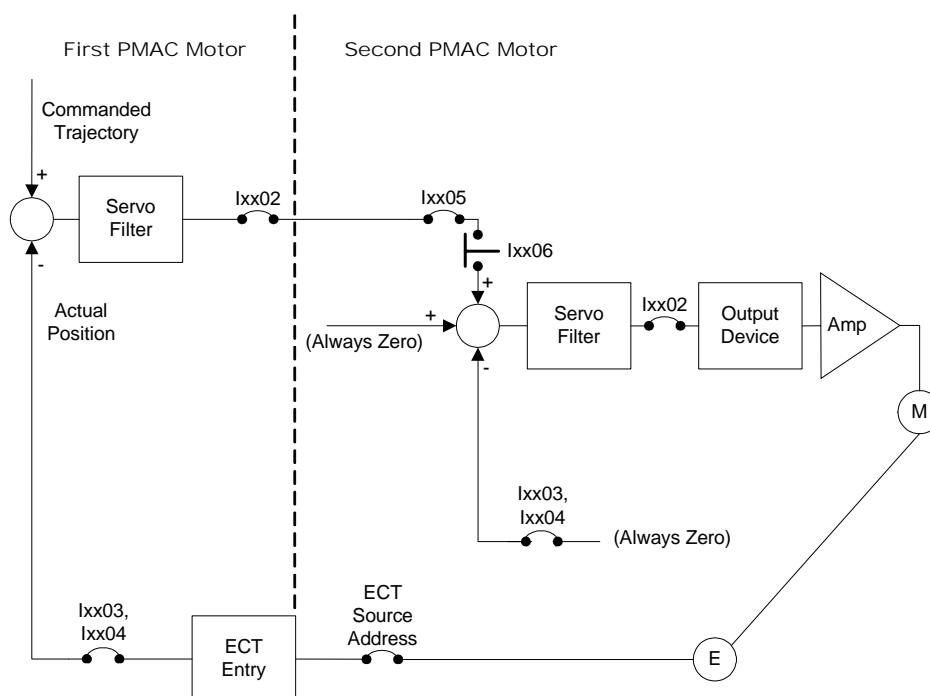 First PMAC Motor
Second PMAC Motor
Commanded
Trajectory
+
Servo
Filter
Ixx02
Ixx05
Ixx06
-
+
Actual
Position
+
(Always Zero)
Servo
Filter
Ixx02
Output
Device
Amp
-
M
Ixx03,
Ixx04
(Always Zero)
Ixx03,
Ixx04
ECT
Entry
ECT
Source
Address
E